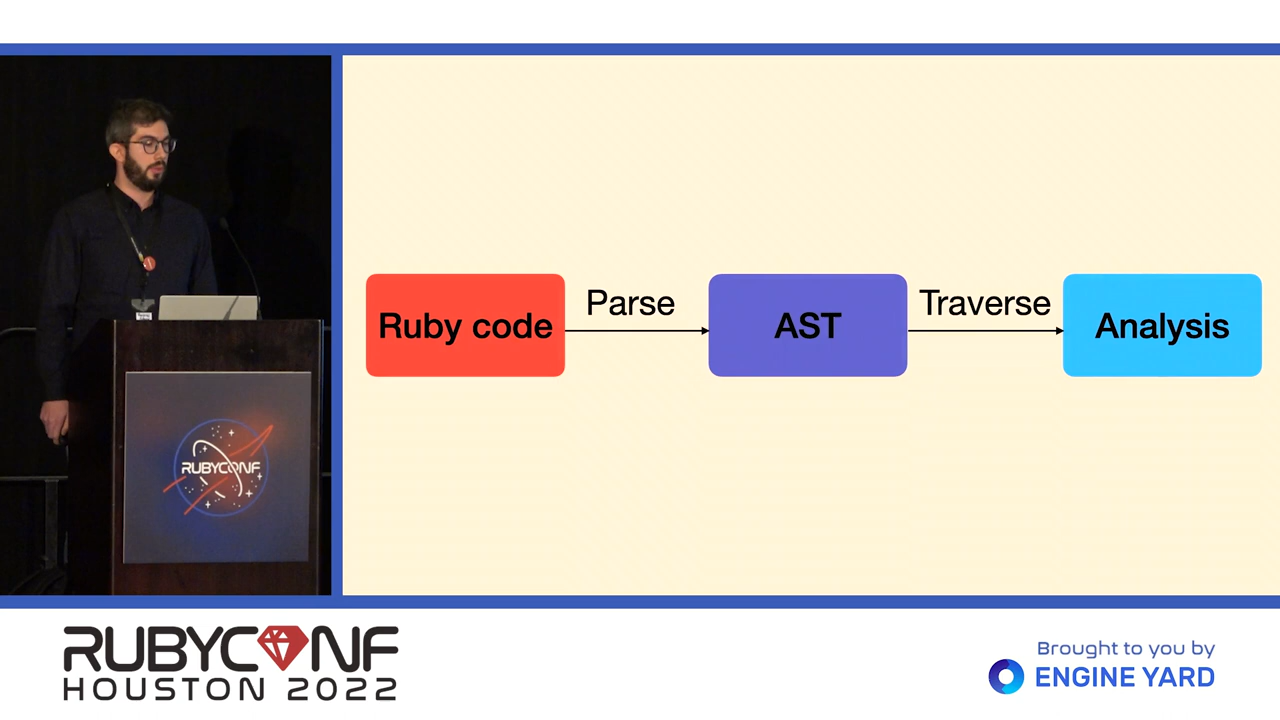 Ruby code
Parse
AST
Traverse
Analysis
RUBYCONF
RUBYCONF
HOUSTON 2022
Brought to you by
ENGINE YARD